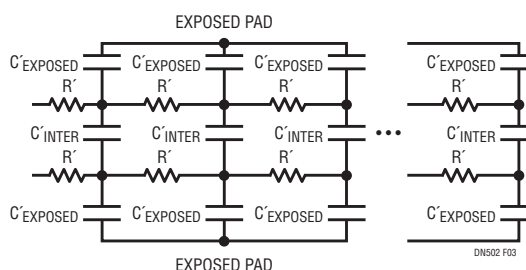 EXPOSED PAD
C´EXPOSED C´EXPOSED C´EXPOSED C´EXPOSED
R´ R´ R´ R´
C´INTER C´INTER C´INTER ••• C´INTER
R´ R´ R´ R´
C´EXPOSED C´EXPOSED C´EXPOSED C´EXPOSED
DN502 F03
EXPOSED PAD